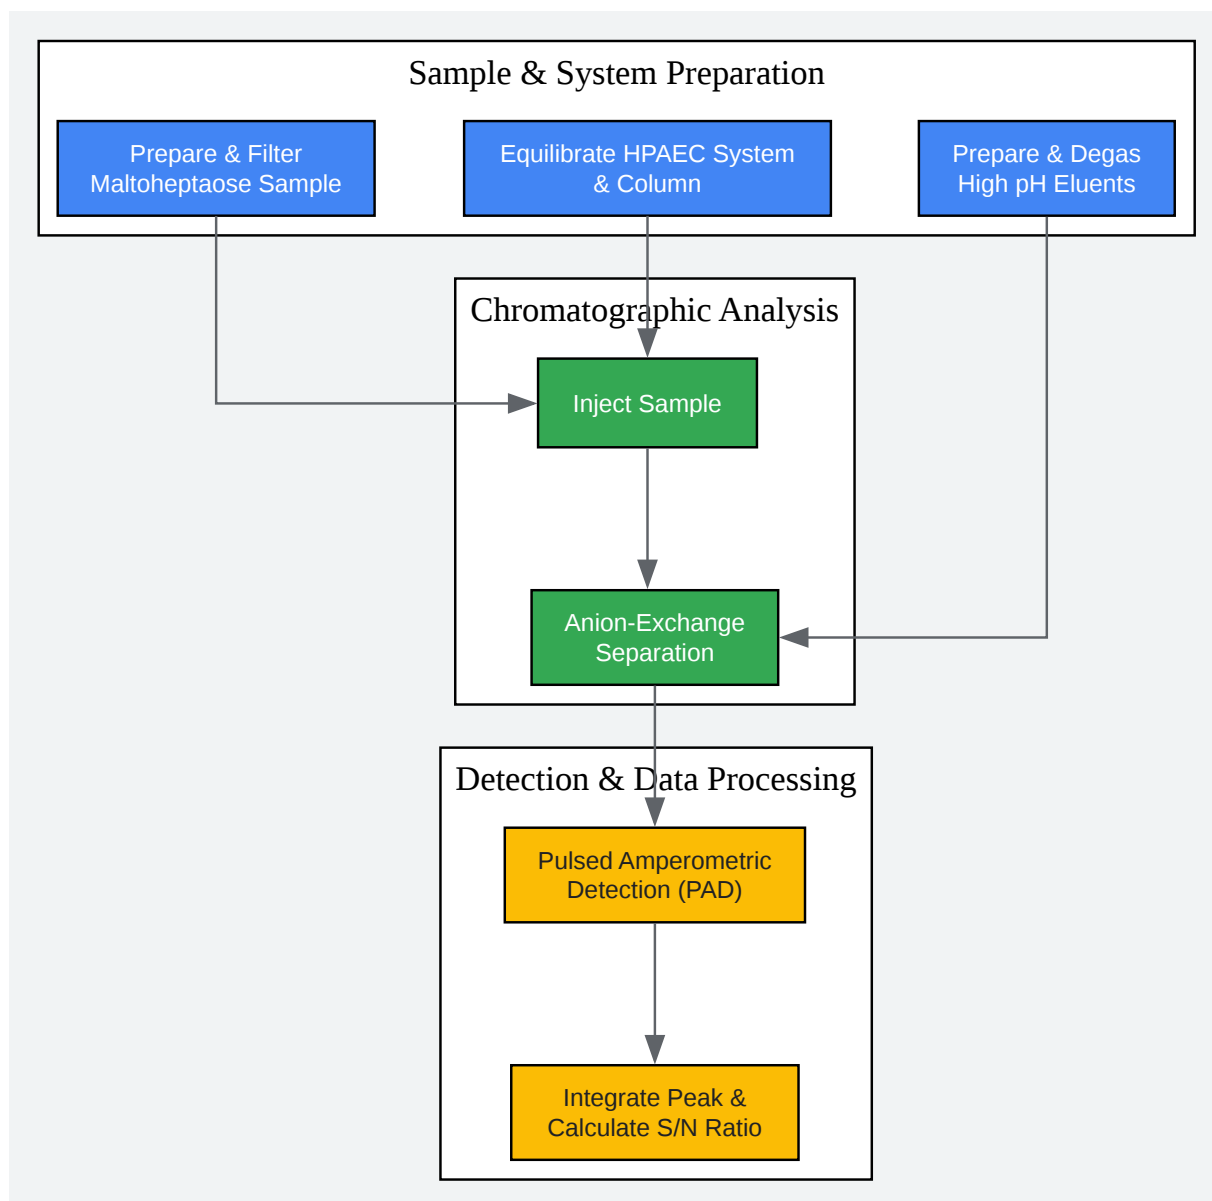 Sample & System Preparation
Prepare & Filter
Maltoheptaose Sample
Equilibrate HPAEC System
& Column
Prepare & Degas
High pH Eluents
Chromatographic Analysis
Inject Sample
Anion-Exchange
Separation
Detection & Data Processing
Pulsed Amperometric
Detection (PAD)
Integrate Peak &
Calculate S/N Ratio